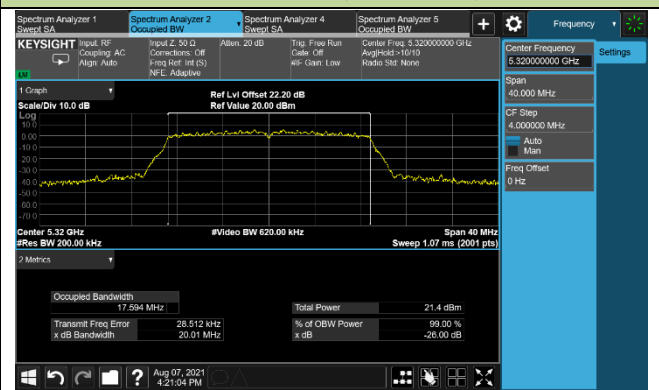 Spectrum Analyzer 1
Swept SA
Spectrum Analyzer 2
Occupied BW
Spectrum Analyzer 4
Swept SA
Spectrum Analyzer 5
Occupied BW
+
Frequency
KEYSIGHT
Input: RF
Coupling: AC
Align: Auto
Input Z: 50 Ω
Corrections: Off
Freq Ref: Int (S)
NFE: Adaptive
Atten: 20 dB
Trig: Free Run
Gate: Off
#IF Gain: Low
Center Freq: 5.320000000 GHz
Avg|Hold:>10/10
Radio Std: None
LXI
1 Graph
Scale/Div 10.0 dB
Ref Lvl Offset 22.20 dB
Ref Value 20.00 dBm
Log
10.0
0.00
-10.0
-20.0
-30.0
-40.0
-50.0
-60.0
-70.0
Center 5.32 GHz
#Res BW 200.00 kHz
#Video BW 620.00 kHz
Span 40 MHz
Sweep 1.07 ms (2001 pts)
2 Metrics
Occupied Bandwidth
17.594 MHz
Total Power
21.4 dBm
Transmit Freq Error
28.512 kHz
% of OBW Power
99.00 %
x dB Bandwidth
20.01 MHz
x dB
-26.00 dB
Center Frequency
5.320000000 GHz
Settings
Span
40.000 MHz
CF Step
4.000000 MHz
Auto
Man
Freq Offset
0 Hz
?
Aug 07, 2021
4:21:04 PM